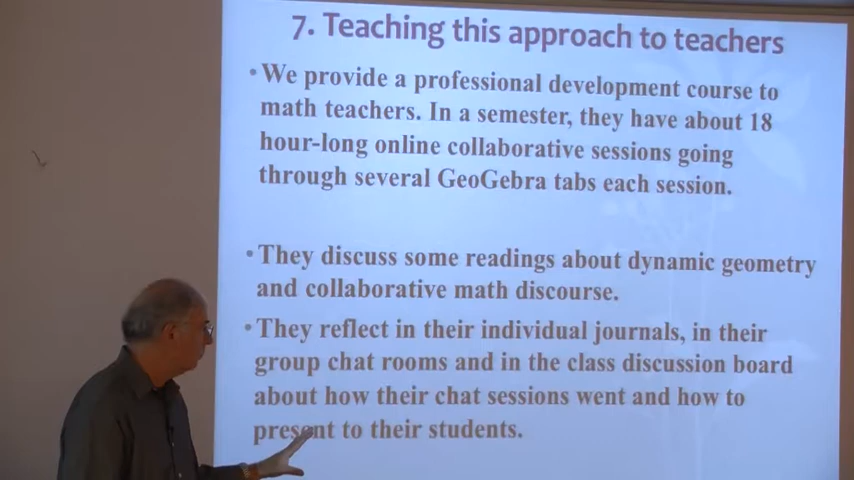 7. Teaching this approach to teachers
• We provide a professional development course to
math teachers. In a semester, they have about 18
hour-long online collaborative sessions going
through several GeoGebra tabs each session.
• They discuss some readings about dynamic geometry
and collaborative math discourse.
• They reflect in their individual journals, in their
group chat rooms and in the class discussion board
about how their chat sessions went and how to
present to their students.